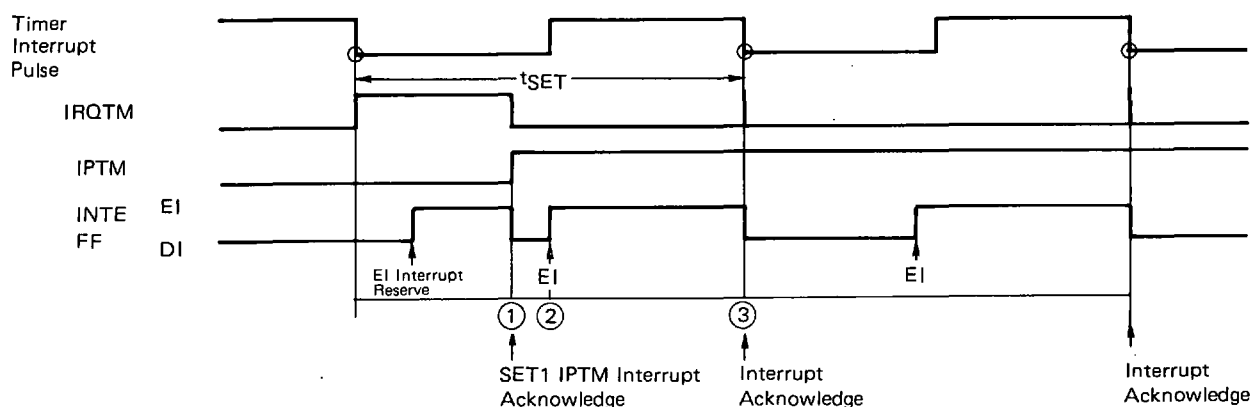 Timer
Interrupt
Pulse
tSET
IRQTM
IPTM
INTE EI
FF DI
EI Interrupt
Reserve
EI
EI
1 2 3
SET1 IPTM Interrupt
Acknowledge
Interrupt
Acknowledge
Interrupt
Acknowledge